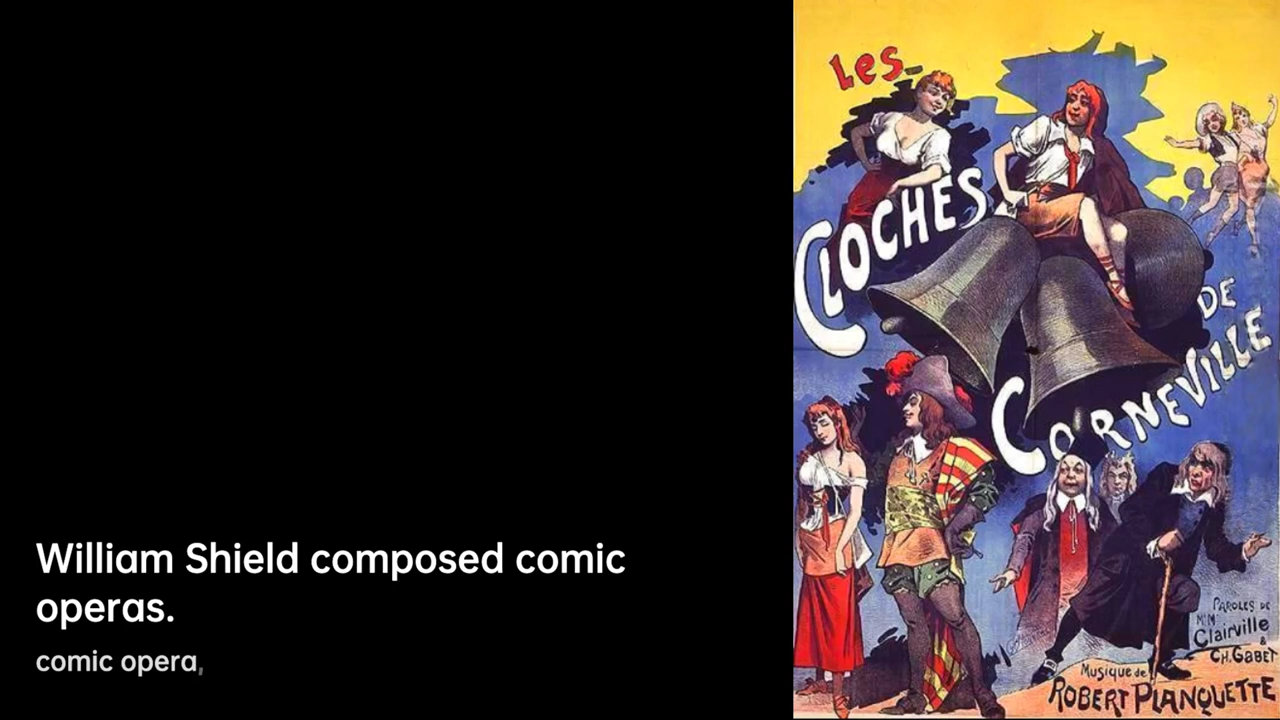 William Shield composed comic
operas.
comic opera,
Les
CLOCHES
DE
CORNEVILLE
PAROLES DE
MM
Clairville
&
CH. GABET
Musique de
ROBERT PLANQUETTE